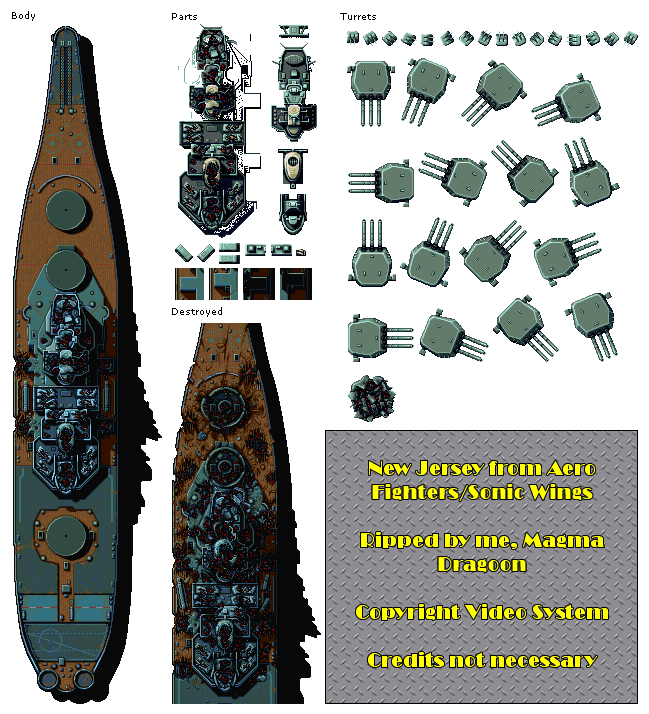 Body
Parts
Turrets
Destroyed
New Jersey from Aero
Fighters/Sonic Wings
Ripped by me, Magma
Dragoon
Copyright Video System
Credits not necessary